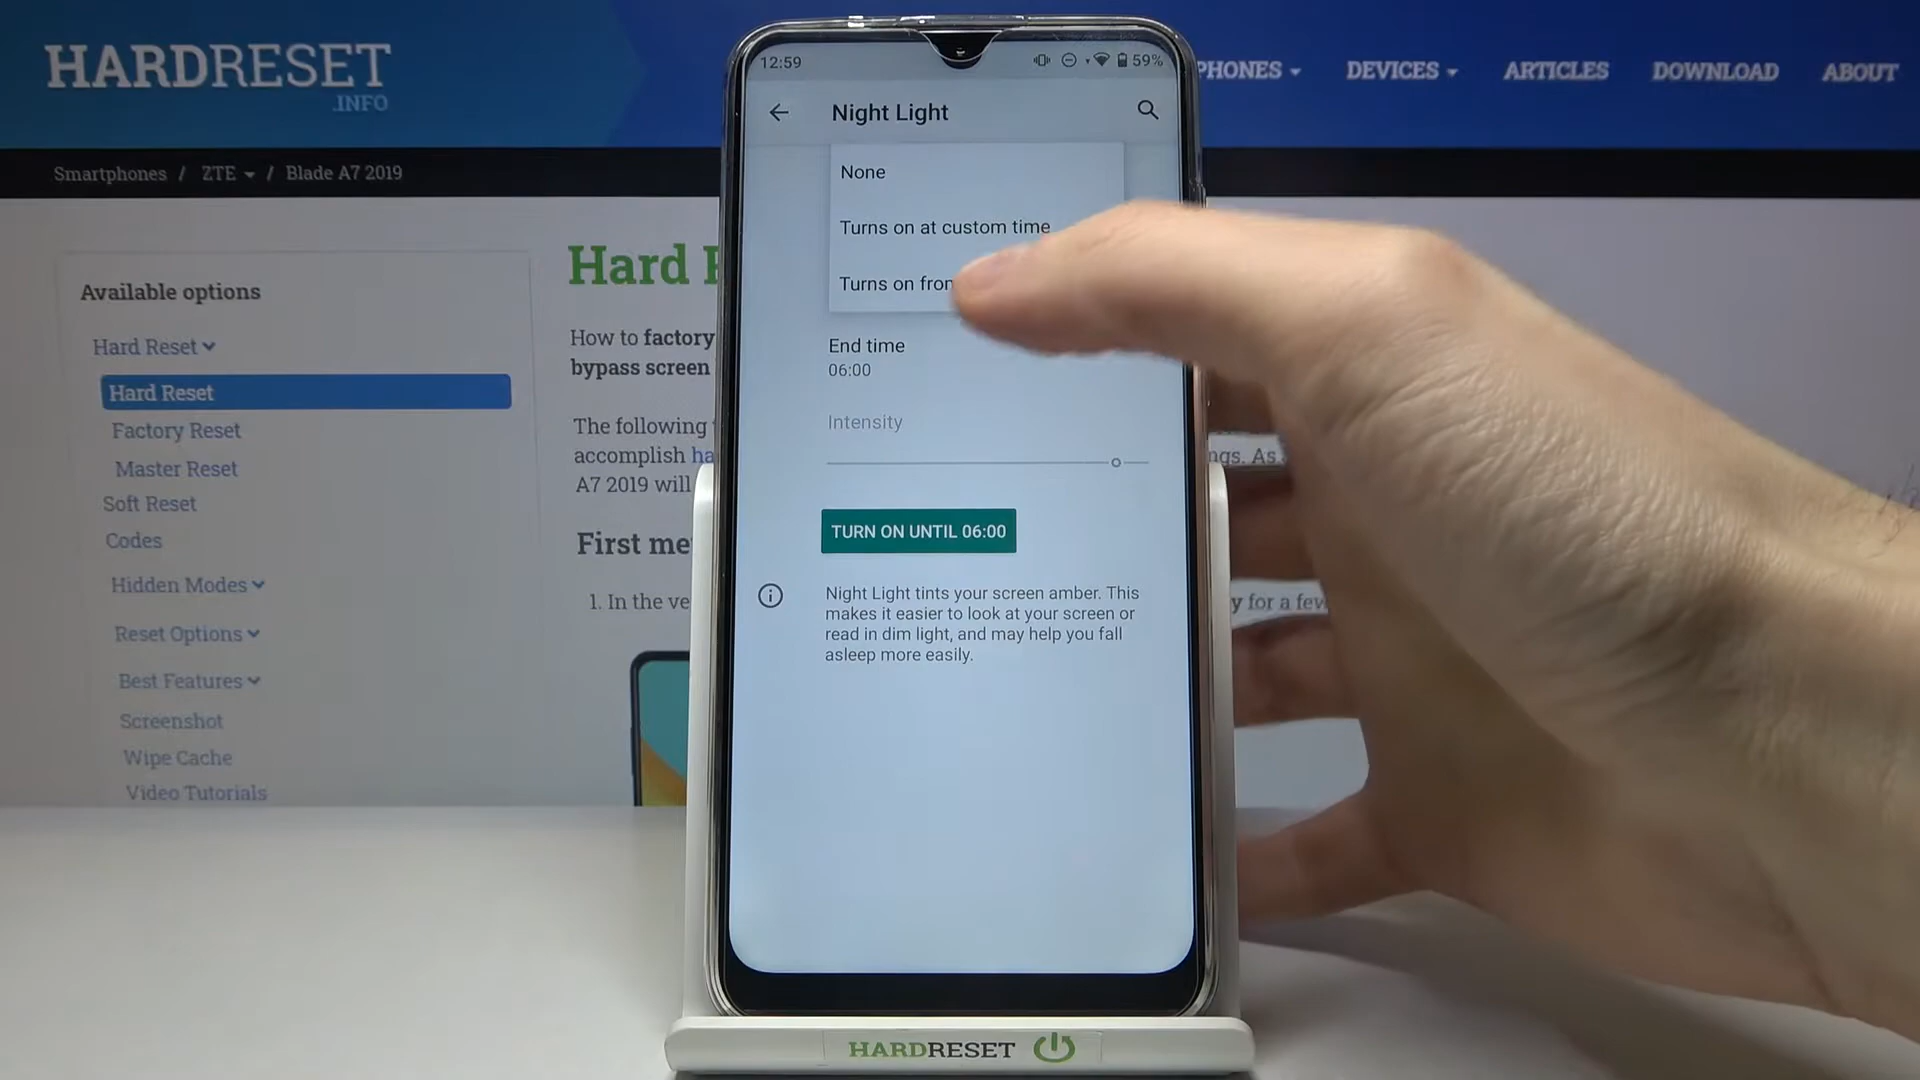 HARDRESET
.INFO
PHONES
DEVICES
ARTICLES
DOWNLOAD
ABOUT
Smartphones / ZTE / Blade A7 2019
Available options
Hard Reset
Hard Reset
Factory Reset
Master Reset
Soft Reset
Codes
Hidden Modes
Reset Options
Best Features
Screenshot
Wipe Cache
Video Tutorials
Hard
How to factory
bypass screen
The following
accomplish
A7 2019 will
ngs. As
First
1. In the
y for a few
12:59
59%
Night Light
None
Turns on at custom time
Turns on from
End time
06:00
Intensity
TURN ON UNTIL 06:00
Night Light tints your screen amber. This
makes it easier to look at your screen or
read in dim light, and may help you fall
asleep more easily.
HARDRESET